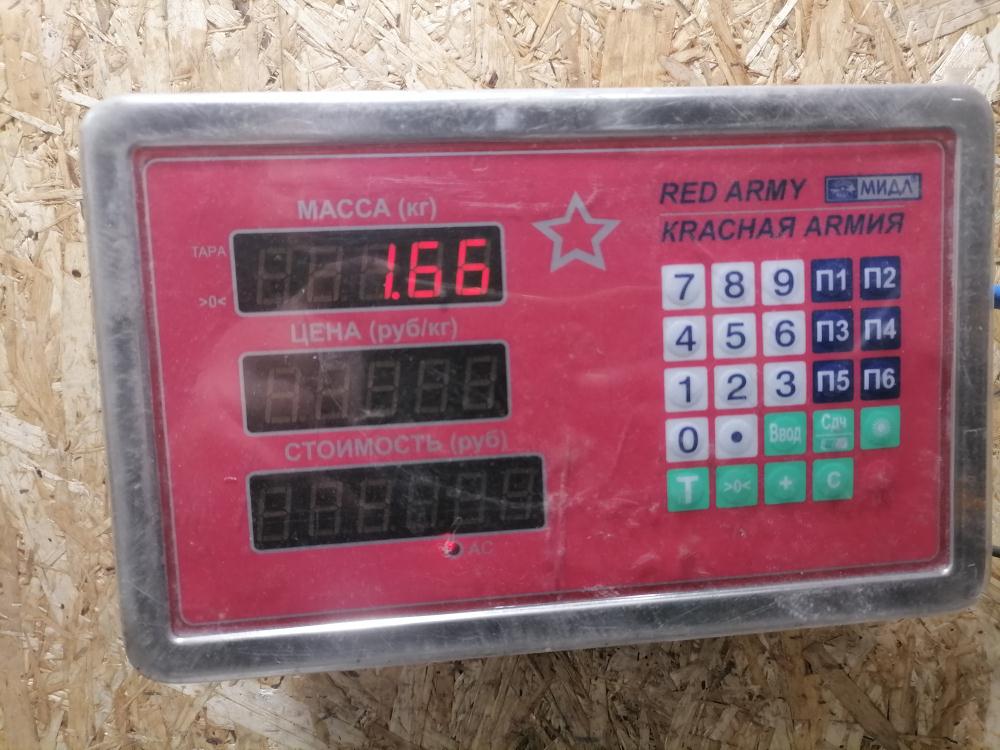 МАССА (кг)
ТАРА
1.66
>0<
ЦЕНА (руб/кг)
СТОИМОСТЬ (руб)
AC
RED ARMY МИДЛ
КРАСНАЯ АРМИЯ
7 8 9 П1 П2
4 5 6 П3 П4
1 2 3 П5 П6
0 • Ввод Сдч
T >0< + C